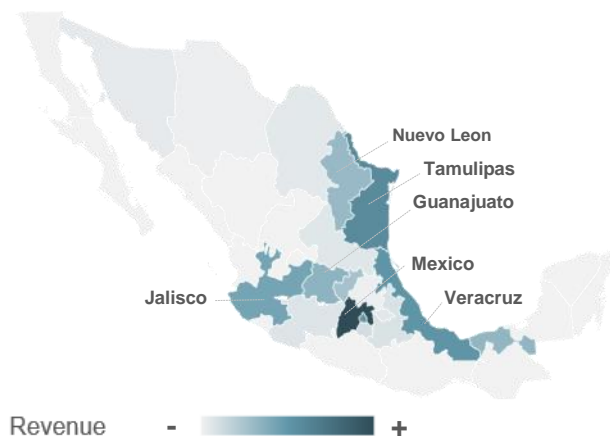 Nuevo Leon
Tamulipas
Guanajuato
Mexico
Jalisco
Veracruz
Revenue - +